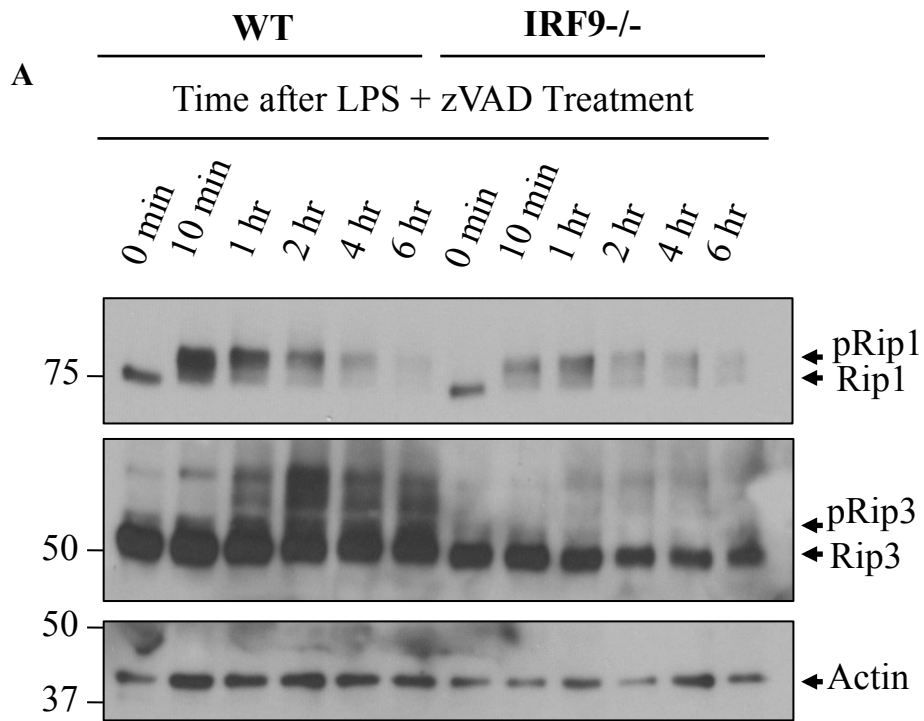 WT IRF9-/-
A
Time after LPS + zVAD Treatment
0 min 10 min 1 hr 2 hr 4 hr 6 hr 0 min 10 min 1 hr 2 hr 4 hr 6 hr
pRip1
75 Rip1
pRip3
50 Rip3
50
Actin
37